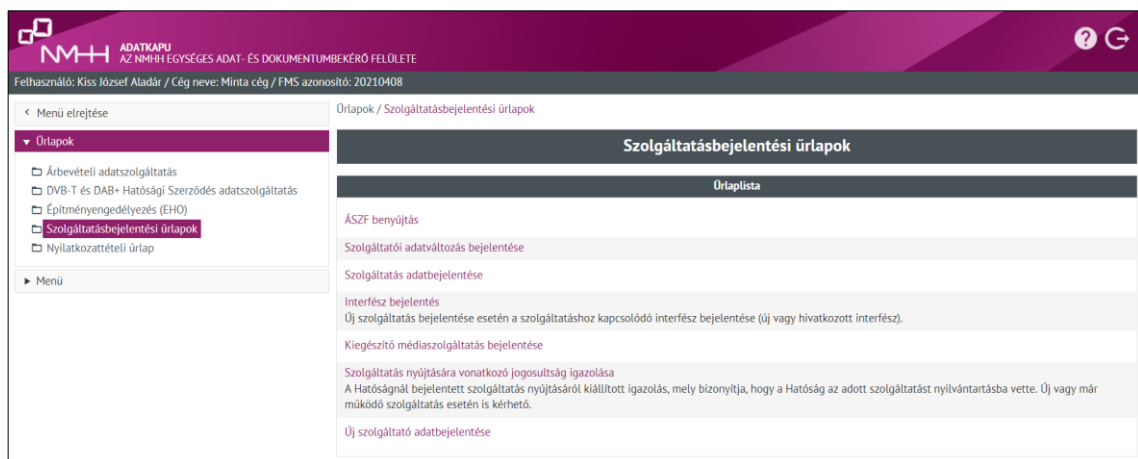 NMHH
ADATKAPU
AZ NMHH EGYSÉGES ADAT- ÉS DOKUMENTUMBEKÉRŐ FELÜLETE
Felhasználó: Kiss József Aladár / Cég neve: Minta cég / FMS azonosító: 20210408
Menü elrejtése
Űrlapok
Árbevételi adatszolgáltatás
DVB-T és DAB+ Hatósági Szerződés adatszolgáltatás
Építményengedélyezés (EHO)
Szolgáltatásbejelentési űrlapok
Nyilatkozattételi űrlap
Menü
Űrlapok / Szolgáltatásbejelentési űrlapok
Szolgáltatásbejelentési űrlapok
Űrlaplista
ÁSZF benyújtás
Szolgáltatói adatváltozás bejelentése
Szolgáltatás adatbejelentése
Interfész bejelentés
Új szolgáltatás bejelentése esetén a szolgáltatáshoz kapcsolódó interfész bejelentése (új vagy hivatkozott interfész).
Kiegészítő médiaszolgáltatás bejelentése
Szolgáltatás nyújtására vonatkozó jogosultság igazolása
A Hatóságnál bejelentett szolgáltatás nyújtásáról kiállított igazolás, mely bizonyítja, hogy a Hatóság az adott szolgáltatást nyilvántartásba vette. Új vagy már
működő szolgáltatás esetén is kérhető.
Új szolgáltató adatbejelentése